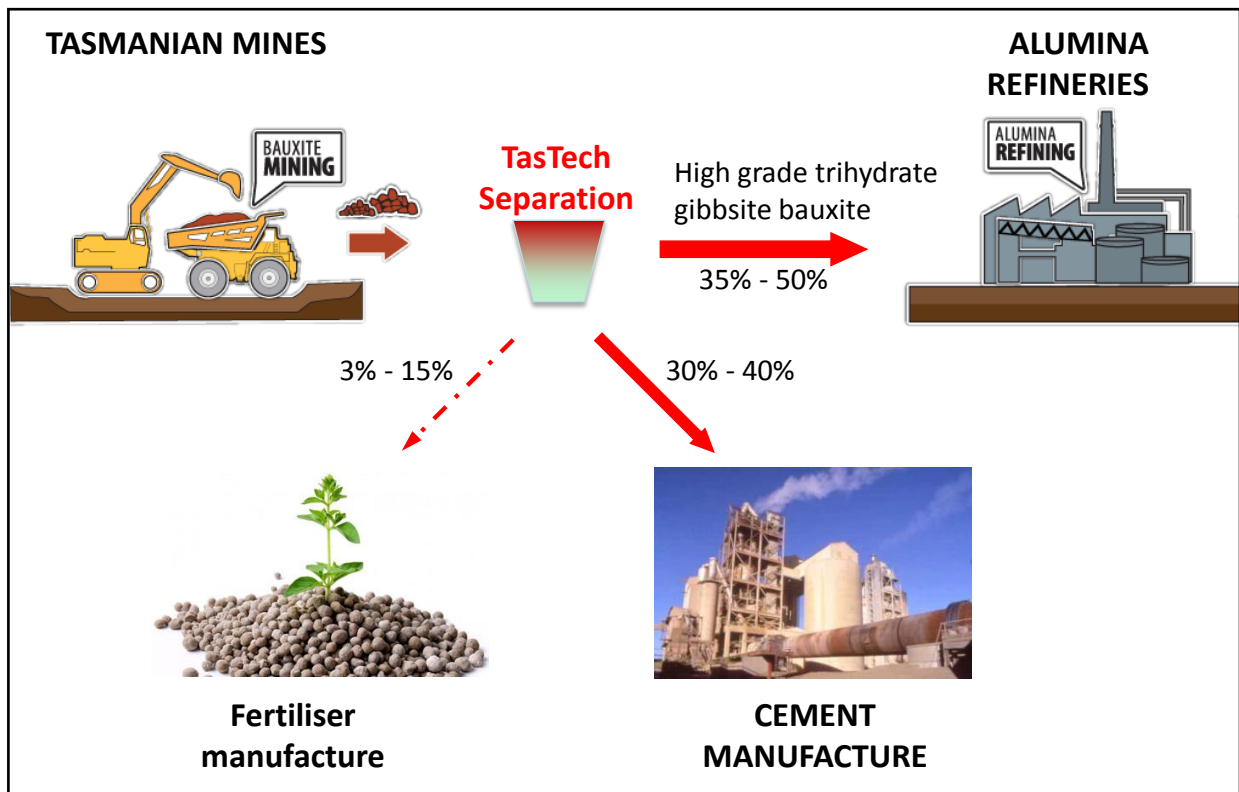 TASMANIAN MINES
ALUMINA
REFINERIES
BAUXITE
MINING
TasTech
Separation
High grade trihydrate
gibbsite bauxite
35% - 50%
ALUMINA
REFINING
3% - 15%
30% - 40%
Fertiliser
manufacture
CEMENT
MANUFACTURE